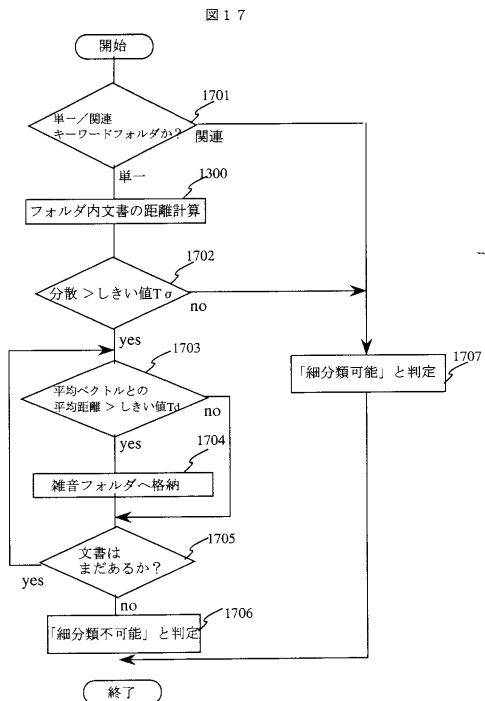 図１７
開始
1701
単一／関連
キーワードフォルダか？
関連
単一
1300
フォルダ内文書の距離計算
1702
分散＞しきい値Tσ
no
yes
1703
平均ベクトルとの
平均距離＞しきい値Td
no
yes
1707
「細分類可能」と判定
1704
雑音フォルダへ格納
1705
文書は
まだあるか？
yes
no
1706
「細分類不可能」と判定
終了